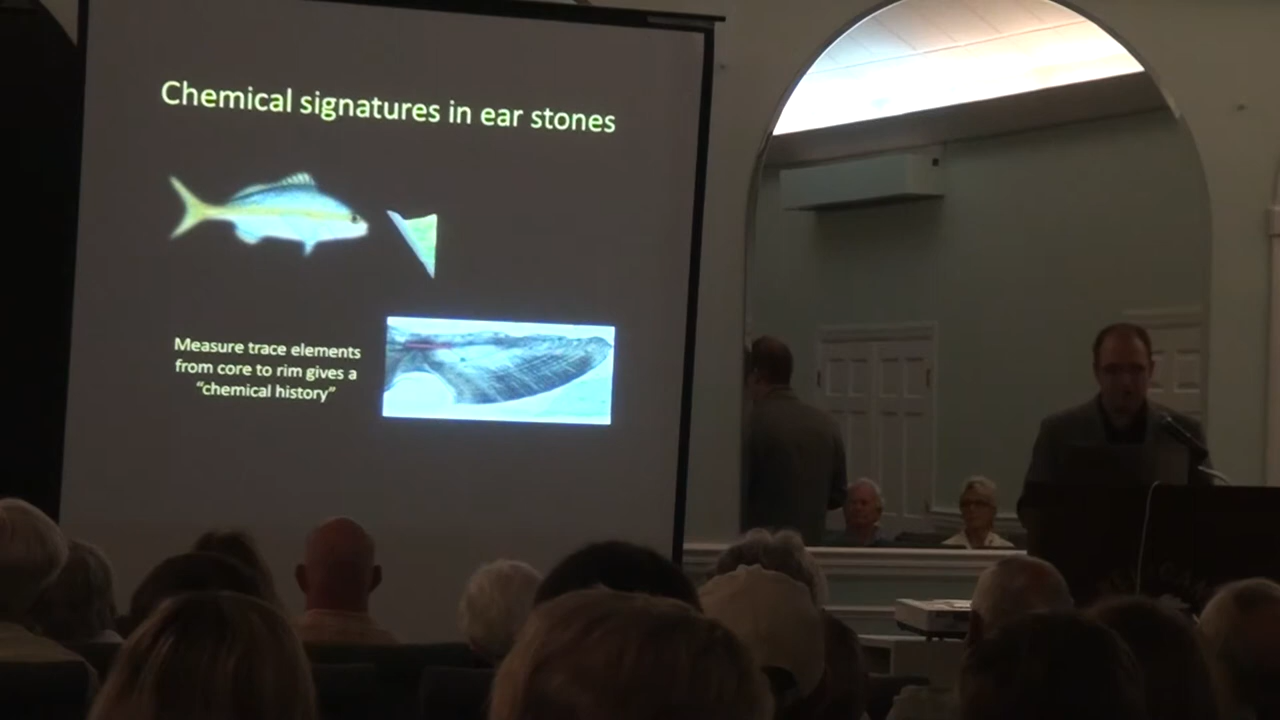 Chemical signatures in ear stones
Measure trace elements
from core to rim gives a
“chemical history”